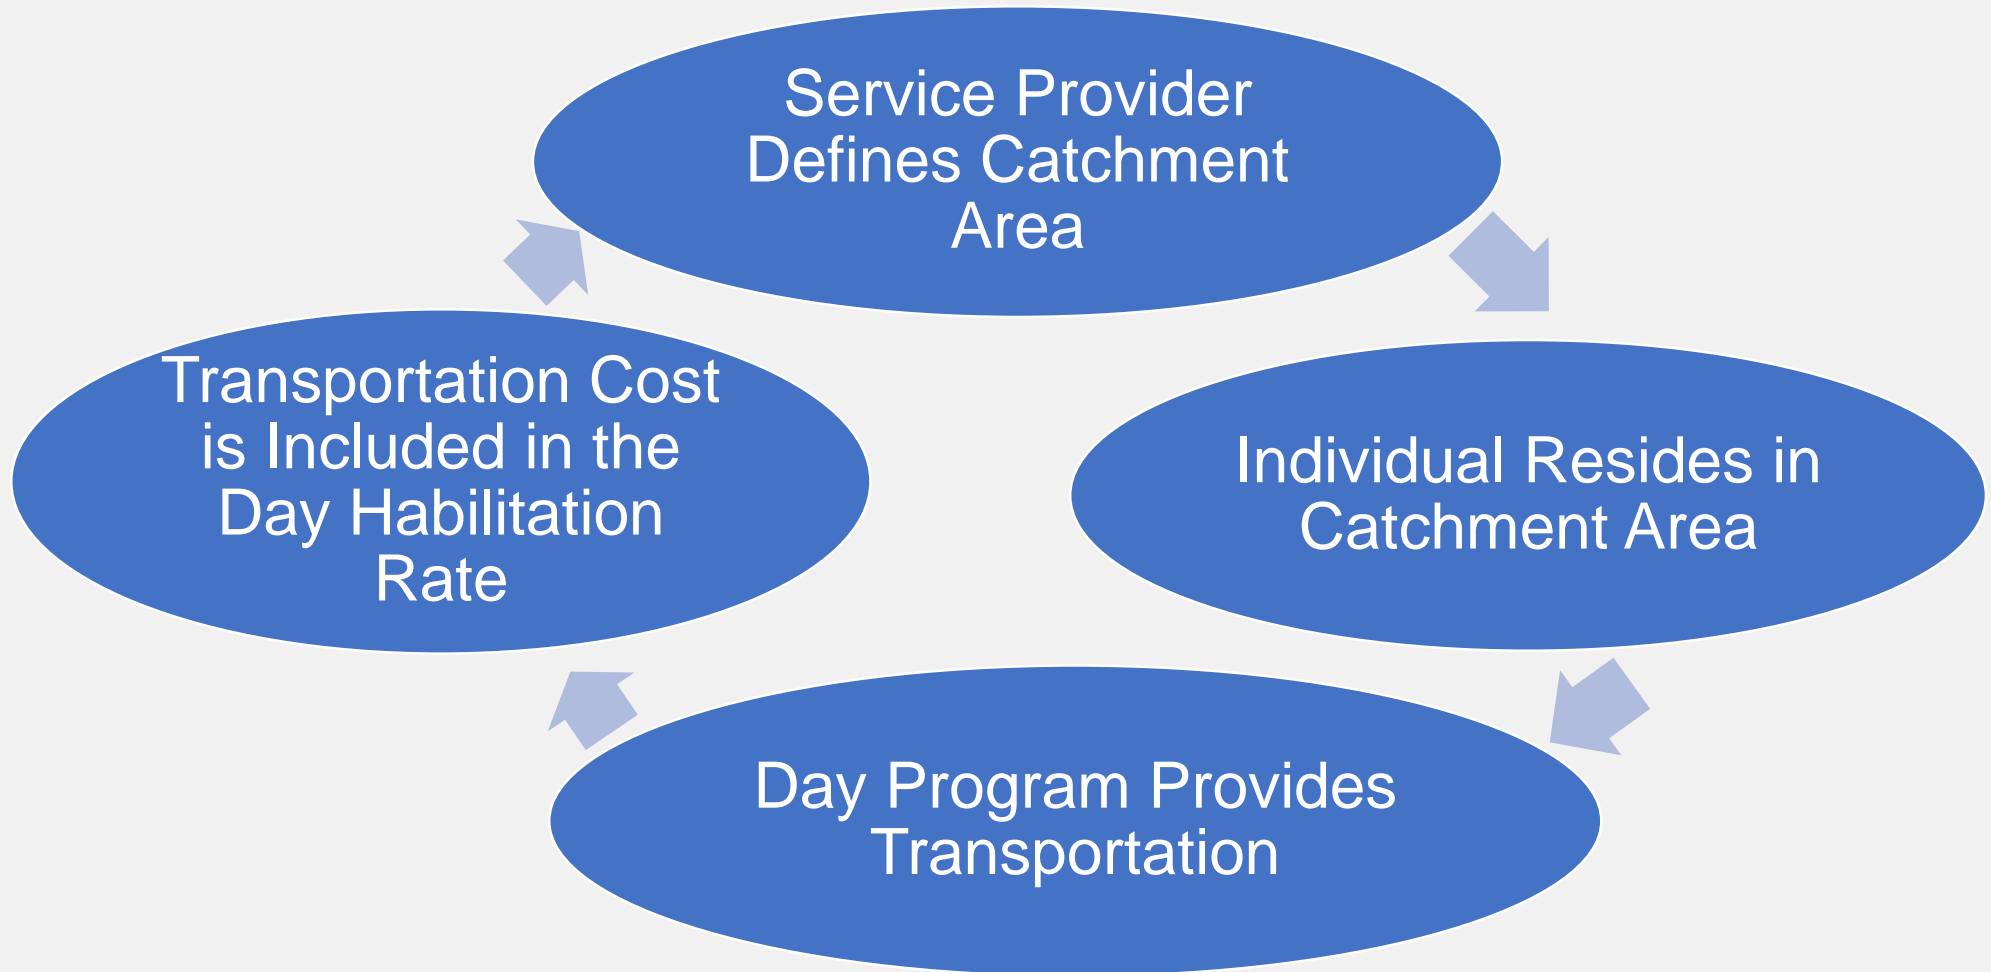 Service Provider
Defines Catchment
Area
Individual Resides in
Catchment Area
Day Program Provides
Transportation
Transportation Cost
is Included in the
Day Habilitation
Rate